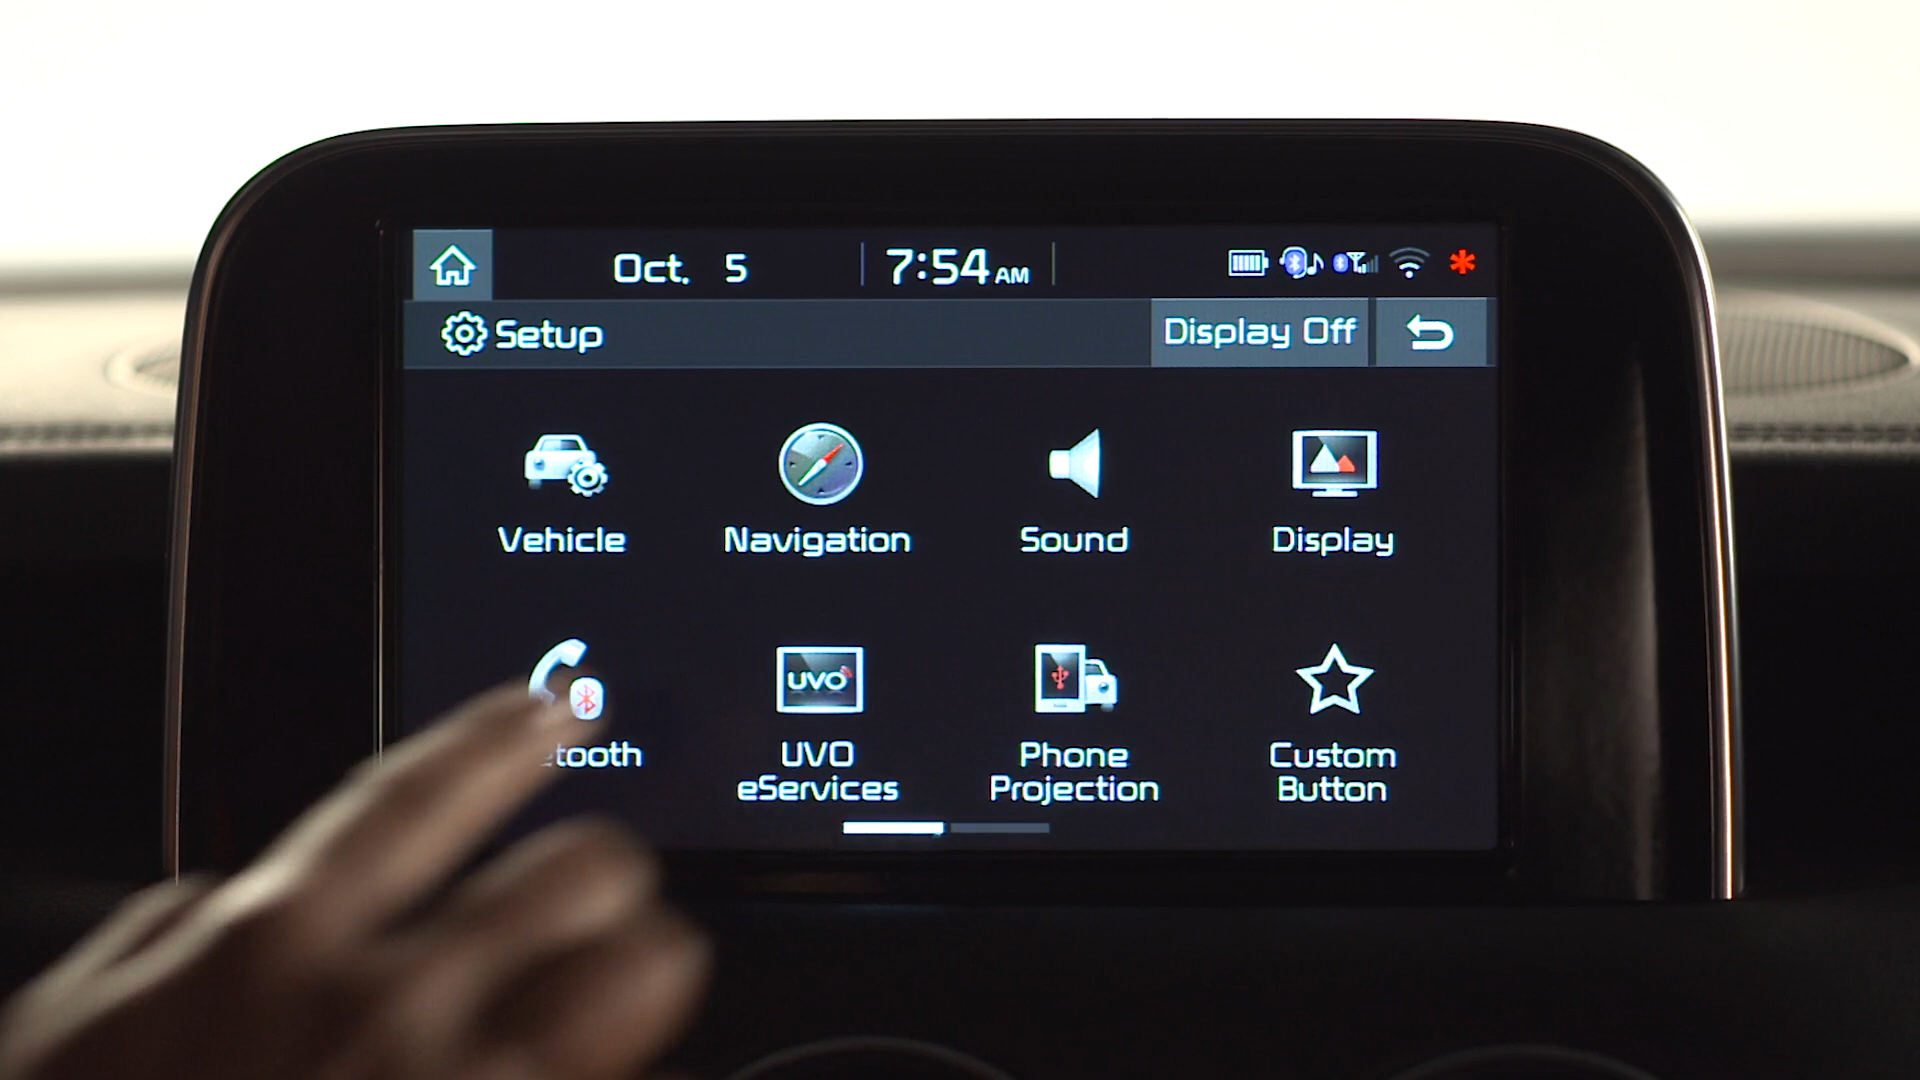 Oct. 5 7:54 AM
Setup Display Off
Vehicle Navigation Sound Display
UVO
tooth UVO Phone Custom
eServices Projection Button